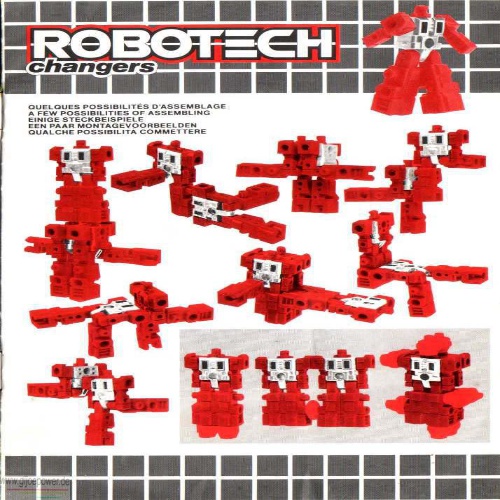 ROBOTECH
changers
QUELQUES POSSIBILITÉS D'ASSEMBLAGE
A FEW POSSIBILITIES OF ASSEMBLING
EINIGE STECKBEISPIELE
EEN PAAR MONTAGEVOORBEELDEN
QUALCHE POSSIBILITA COMMETTERE